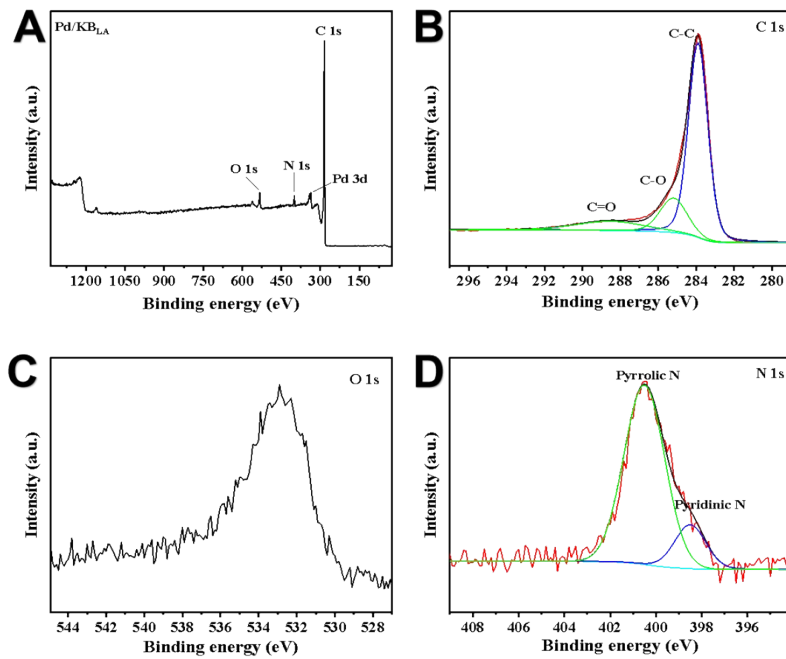 A
Pd/KB_LA
C 1s
O 1s
N 1s
Pd 3d
Intensity (a.u.)
1200 1050 900 750 600 450 300 150
Binding energy (eV)
B
C 1s
C-C
C-O
C=O
Intensity (a.u.)
296 294 292 290 288 286 284 282 280
Binding energy (eV)
C
O 1s
Intensity (a.u.)
544 542 540 538 536 534 532 530 528
Binding energy (eV)
D
N 1s
Pyrrolic N
Pyridinic N
Intensity (a.u.)
408 406 404 402 400 398 396
Binding energy (eV)